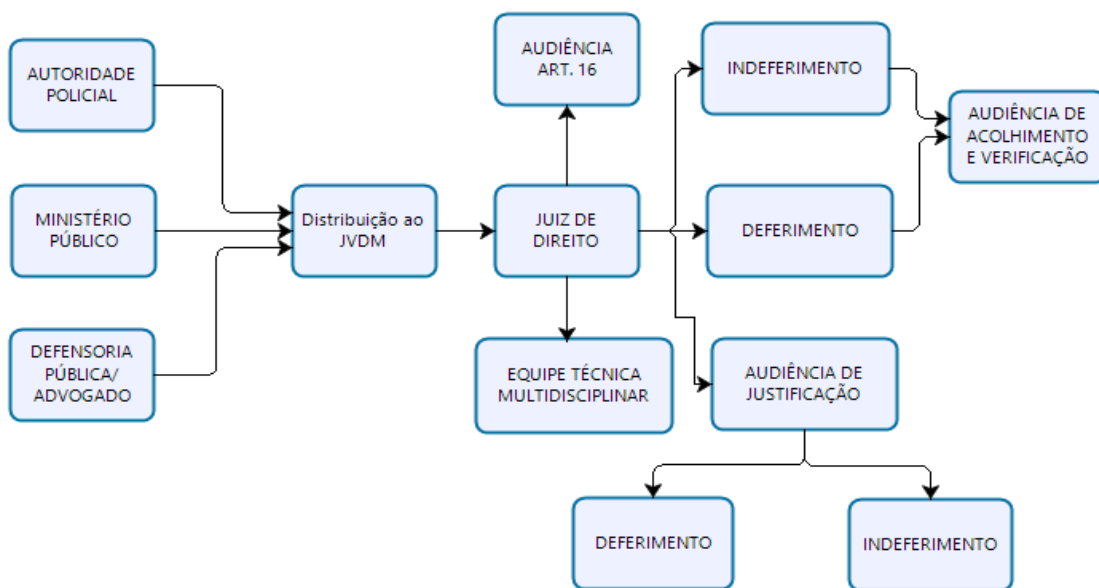 AUTORIDADE
POLICIAL
MINISTÉRIO
PÚBLICO
DEFENSORIA
PÚBLICA/
ADVOGADO
Distribuição ao
JVDM
AUDIÊNCIA
ART. 16
JUIZ DE
DIREITO
EQUIPE TÉCNICA
MULTIDISCIPLINAR
INDEFERIMENTO
DEFERIMENTO
AUDIÊNCIA DE
ACOLHIMENTO
E VERIFICAÇÃO
AUDIÊNCIA DE
JUSTIFICAÇÃO
DEFERIMENTO
INDEFERIMENTO